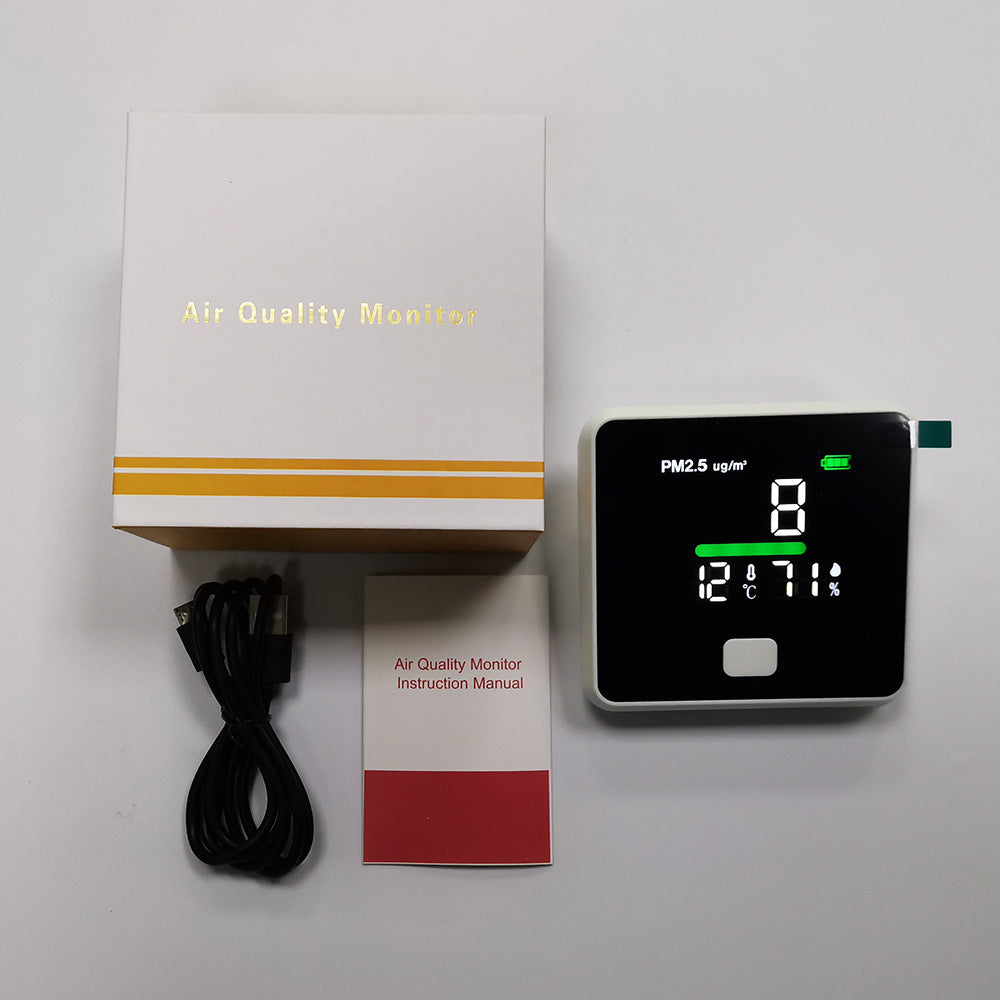 Air Quality Monitor
PM2.5 ug/m³
8
12 ℃ 71 %
Air Quality Monitor
Instruction Manual